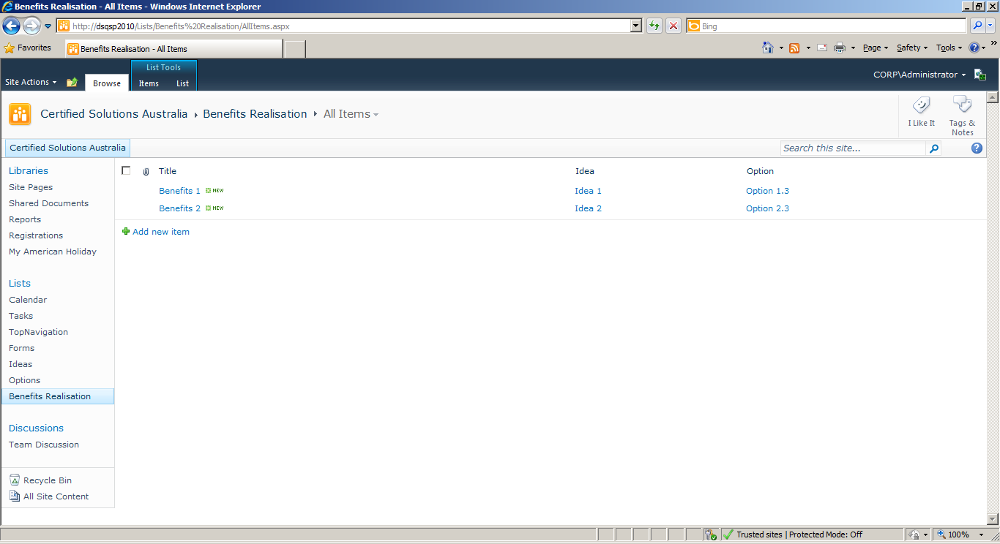 Benefits Realisation - All Items - Windows Internet Explorer
http://dsqsp2010/Lists/Benefits%20Realisation/AllItems.aspx
Bing
Favorites
Benefits Realisation - All Items
Page
Safety
Tools
List Tools
Site Actions
Browse
Items
List
CORP\Administrator
Certified Solutions Australia
Benefits Realisation
All Items
I Like It
Tags &
Notes
Certified Solutions Australia
Search this site...
Libraries
Site Pages
Shared Documents
Reports
Registrations
My American Holiday
Lists
Calendar
Tasks
TopNavigation
Forms
Ideas
Options
Benefits Realisation
Discussions
Team Discussion
Recycle Bin
All Site Content
Title Idea Option
Benefits 1 NEW Idea 1 Option 1.3
Benefits 2 NEW Idea 2 Option 2.3
Add new item
Trusted sites | Protected Mode: Off
100%